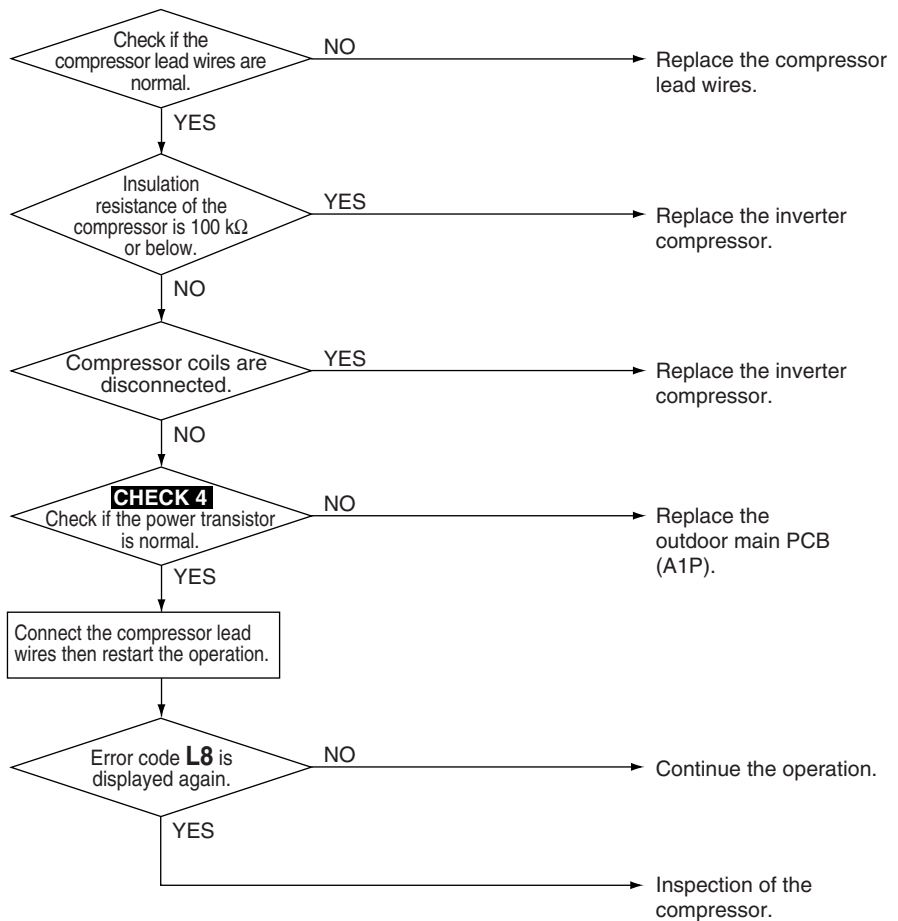 Check if the
compressor lead wires are
normal.
NO
Replace the compressor
lead wires.
YES
Insulation
resistance of the
compressor is 100 kΩ
or below.
YES
Replace the inverter
compressor.
NO
Compressor coils are
disconnected.
YES
Replace the inverter
compressor.
NO
CHECK 4
Check if the power transistor
is normal.
NO
Replace the
outdoor main PCB
(A1P).
YES
Connect the compressor lead
wires then restart the operation.
Error code L8 is
displayed again.
NO
Continue the operation.
YES
Inspection of the
compressor.